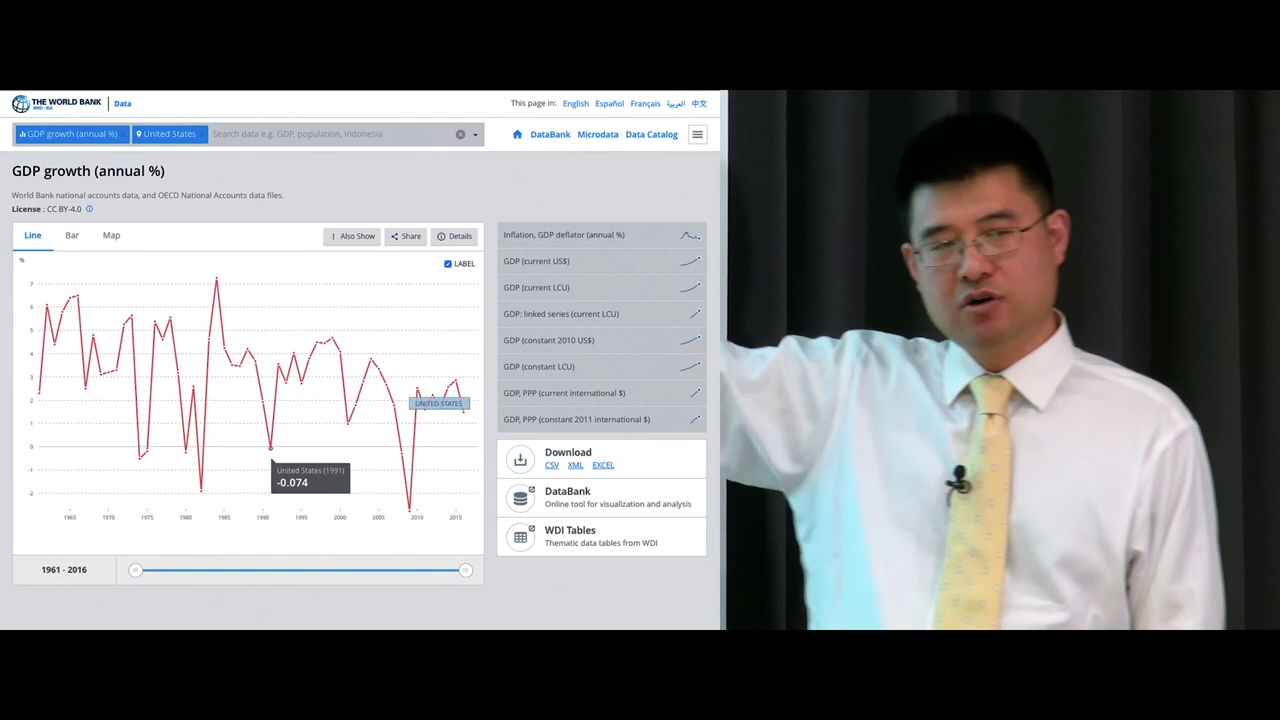 THE WORLD BANK
IBRD • IDA
Data
This page in: English Español Français العربية 中文
GDP growth (annual %) × United States × Search data e.g. GDP, population, Indonesia
DataBank Microdata Data Catalog
GDP growth (annual %)
World Bank national accounts data, and OECD National Accounts data files.
License : CC BY-4.0
Line Bar Map
Also Show Share Details
%
LABEL
7
6
5
4
3
2
1
0
-1
-2
UNITED STATES
United States (1991)
-0.074
1965 1970 1975 1980 1985 1990 1995 2000 2005 2010 2015
1961 - 2016
Inflation, GDP deflator (annual %)
GDP (current US$)
GDP (current LCU)
GDP: linked series (current LCU)
GDP (constant 2010 US$)
GDP (constant LCU)
GDP, PPP (current international $)
GDP, PPP (constant 2011 international $)
Download
CSV XML EXCEL
DataBank
Online tool for visualization and analysis
WDI Tables
Thematic data tables from WDI